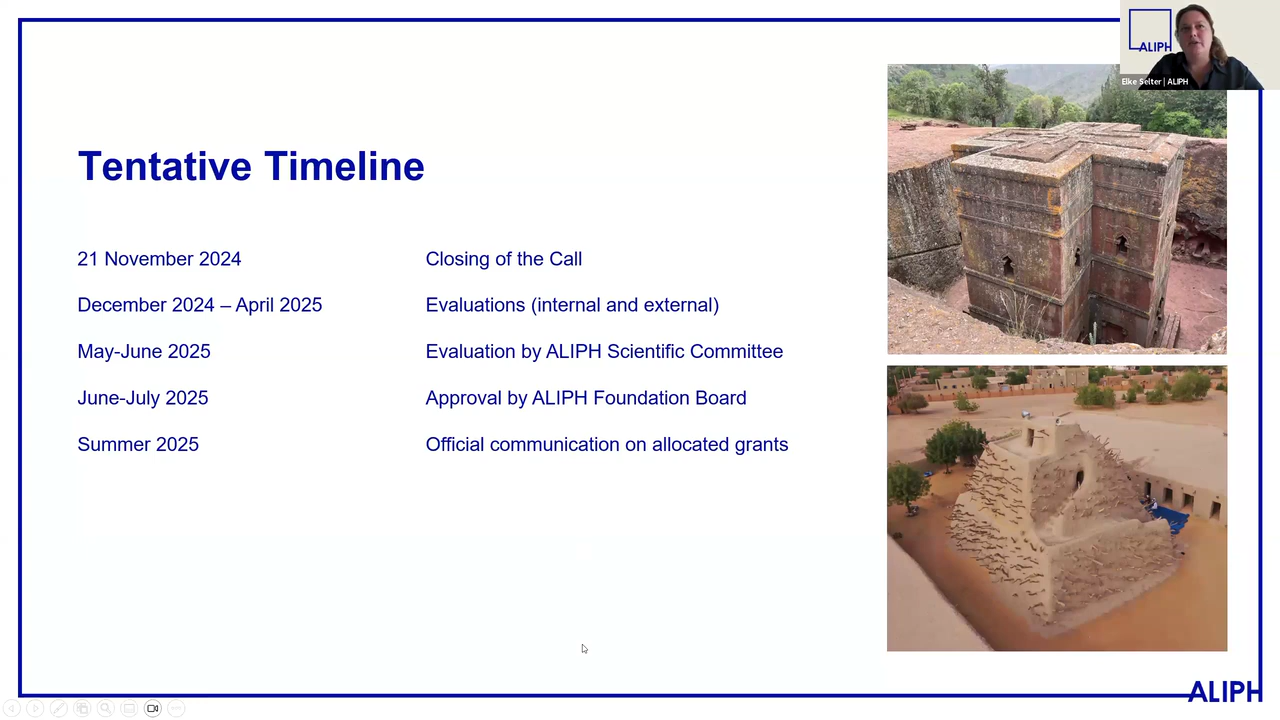 ALIPH
Elke Selter | ALIPH
Tentative Timeline
21 November 2024 Closing of the Call
December 2024 – April 2025 Evaluations (internal and external)
May-June 2025 Evaluation by ALIPH Scientific Committee
June-July 2025 Approval by ALIPH Foundation Board
Summer 2025 Official communication on allocated grants
ALIPH